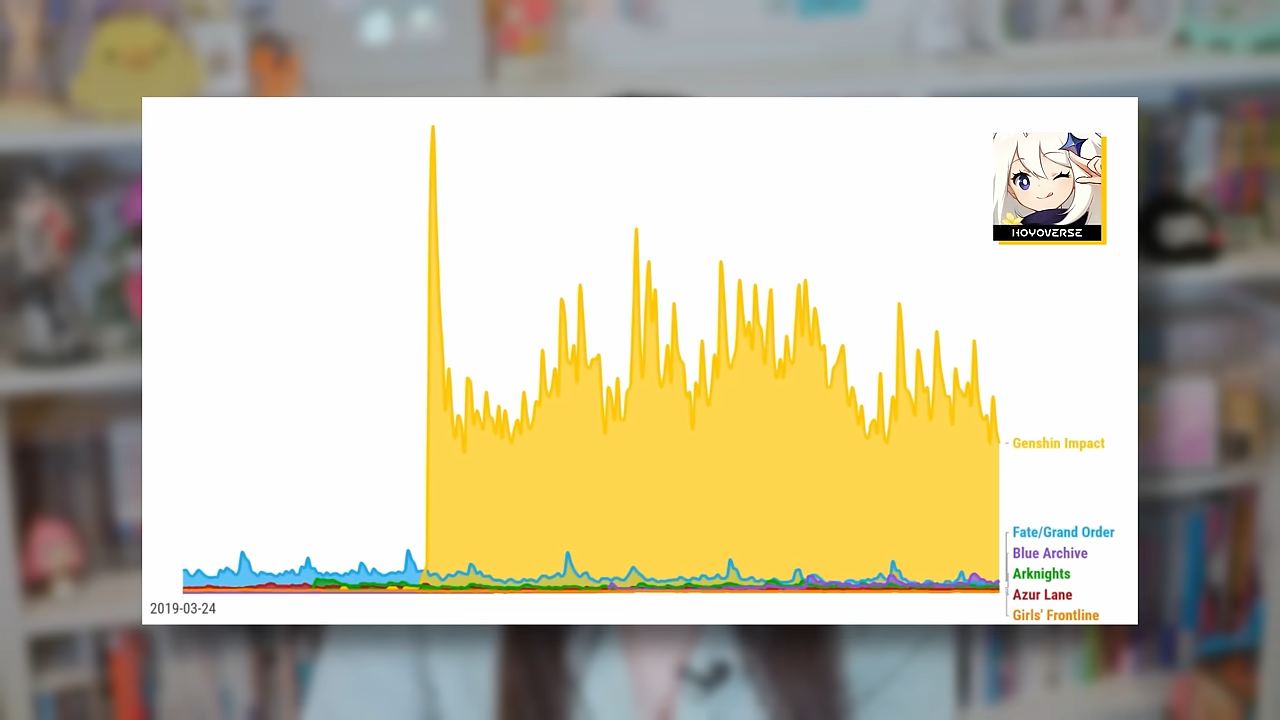 HOYOVERSE
Genshin Impact
Fate/Grand Order
Blue Archive
Arknights
Azur Lane
Girls' Frontline
2019-03-24